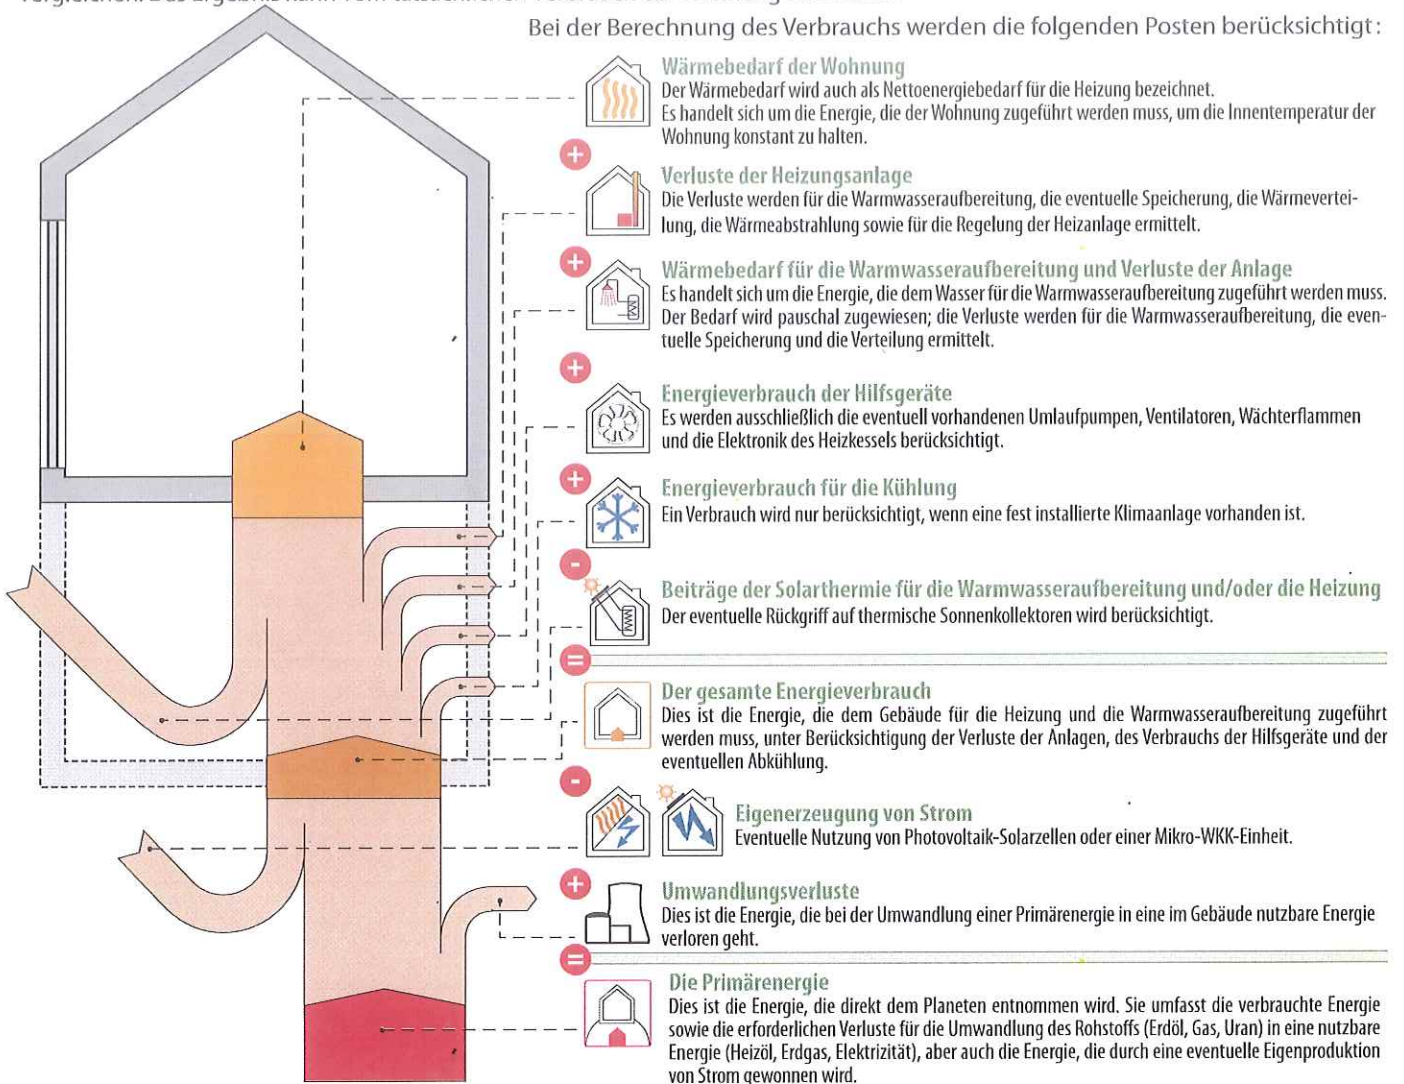 Bei der Berechnung des Verbrauchs werden die folgenden Posten berücksichtigt:
Wärmebedarf der Wohnung
Der Wärmebedarf wird auch als Nettoenergiebedarf für die Heizung bezeichnet.
Es handelt sich um die Energie, die der Wohnung zugeführt werden muss, um die Innentemperatur der
Wohnung konstant zu halten.
+
Verluste der Heizungsanlage
Die Verluste werden für die Warmwasseraufbereitung, die eventuelle Speicherung, die Wärmevertei-
lung, die Wärmeabstrahlung sowie für die Regelung der Heizanlage ermittelt.
+
Wärmebedarf für die Warmwasseraufbereitung und Verluste der Anlage
Es handelt sich um die Energie, die dem Wasser für die Warmwasseraufbereitung zugeführt werden muss.
Der Bedarf wird pauschal zugewiesen; die Verluste werden für die Warmwasseraufbereitung, die even-
tuelle Speicherung und die Verteilung ermittelt.
+
Energieverbrauch der Hilfsgeräte
Es werden ausschließlich die eventuell vorhandenen Umlaufpumpen, Ventilatoren, Wächterflammen
und die Elektronik des Heizkessels berücksichtigt.
+
Energieverbrauch für die Kühlung
Ein Verbrauch wird nur berücksichtigt, wenn eine fest installierte Klimaanlage vorhanden ist.
-
Beiträge der Solarthermie für die Warmwasseraufbereitung und/oder die Heizung
Der eventuelle Rückgriff auf thermische Sonnenkollektoren wird berücksichtigt.
=
Der gesamte Energieverbrauch
Dies ist die Energie, die dem Gebäude für die Heizung und die Warmwasseraufbereitung zugeführt
werden muss, unter Berücksichtigung der Verluste der Anlagen, des Verbrauchs der Hilfsgeräte und der
eventuellen Abkühlung.
-
Eigenerzeugung von Strom
Eventuelle Nutzung von Photovoltaik-Solarzellen oder einer Mikro-WKK-Einheit.
+
Umwandlungsverluste
Dies ist die Energie, die bei der Umwandlung einer Primärenergie in eine im Gebäude nutzbare Energie
verloren geht.
=
Die Primärenergie
Dies ist die Energie, die direkt dem Planeten entnommen wird. Sie umfasst die verbrauchte Energie
sowie die erforderlichen Verluste für die Umwandlung des Rohstoffs (Erdöl, Gas, Uran) in eine nutzbare
Energie (Heizöl, Erdgas, Elektrizität), aber auch die Energie, die durch eine eventuelle Eigenproduktion
von Strom gewonnen wird.